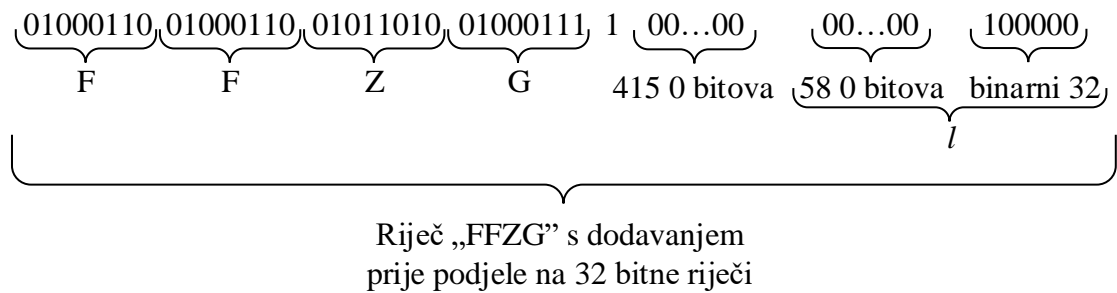 01000110 01000110 01011010 01000111 1 00…00 00…00 100000
F F Z G 415 0 bitova 58 0 bitova binarni 32
l
Riječ „FFZG” s dodavanjem
prije podjele na 32 bitne riječi